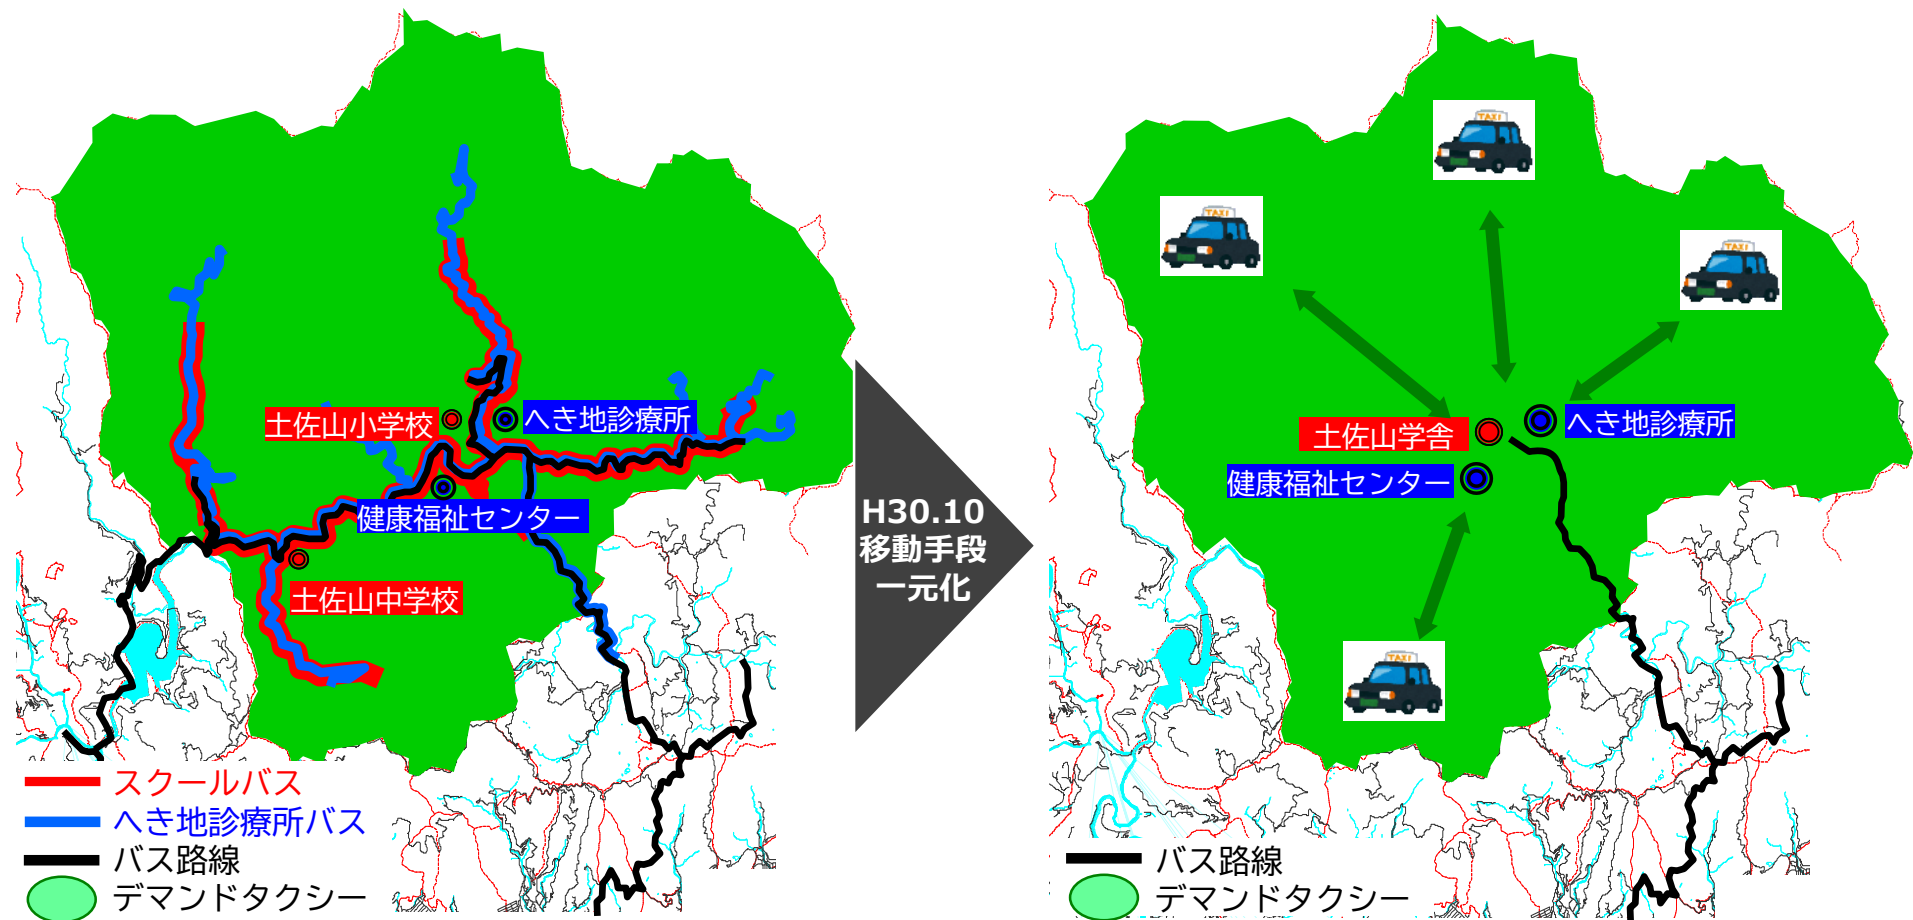 土佐山小学校
へき地診療所
健康福祉センター
土佐山中学校
スクールバス
へき地診療所バス
バス路線
デマンドタクシー
H30.10
移動手段
一元化
TAXI
TAXI
TAXI
土佐山学舎
へき地診療所
健康福祉センター
TAXI
バス路線
デマンドタクシー